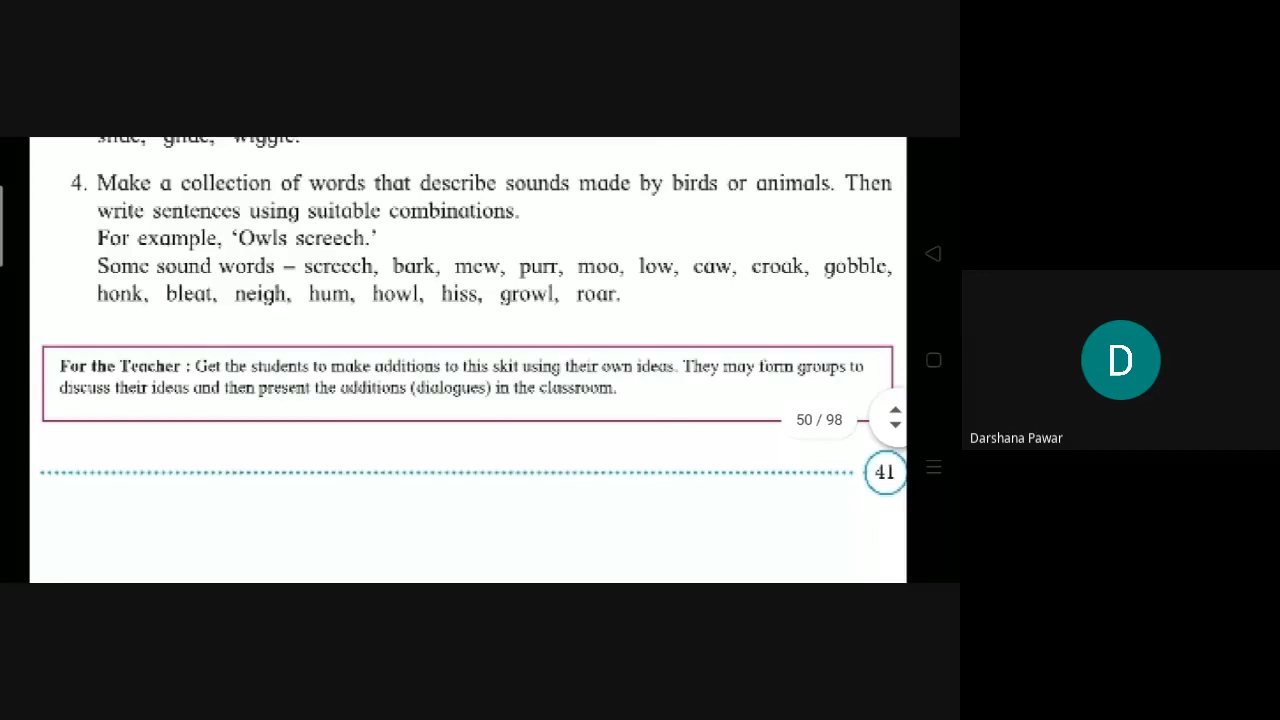 slide, glide, wiggle.
4. Make a collection of words that describe sounds made by birds or animals. Then
write sentences using suitable combinations.
For example, ‘Owls screech.’
Some sound words – screech, bark, mew, purr, moo, low, caw, croak, gobble,
honk, bleat, neigh, hum, howl, hiss, growl, roar.
For the Teacher : Get the students to make additions to this skit using their own ideas. They may form groups to
discuss their ideas and then present the additions (dialogues) in the classroom.
50 / 98
41
D
Darshana Pawar